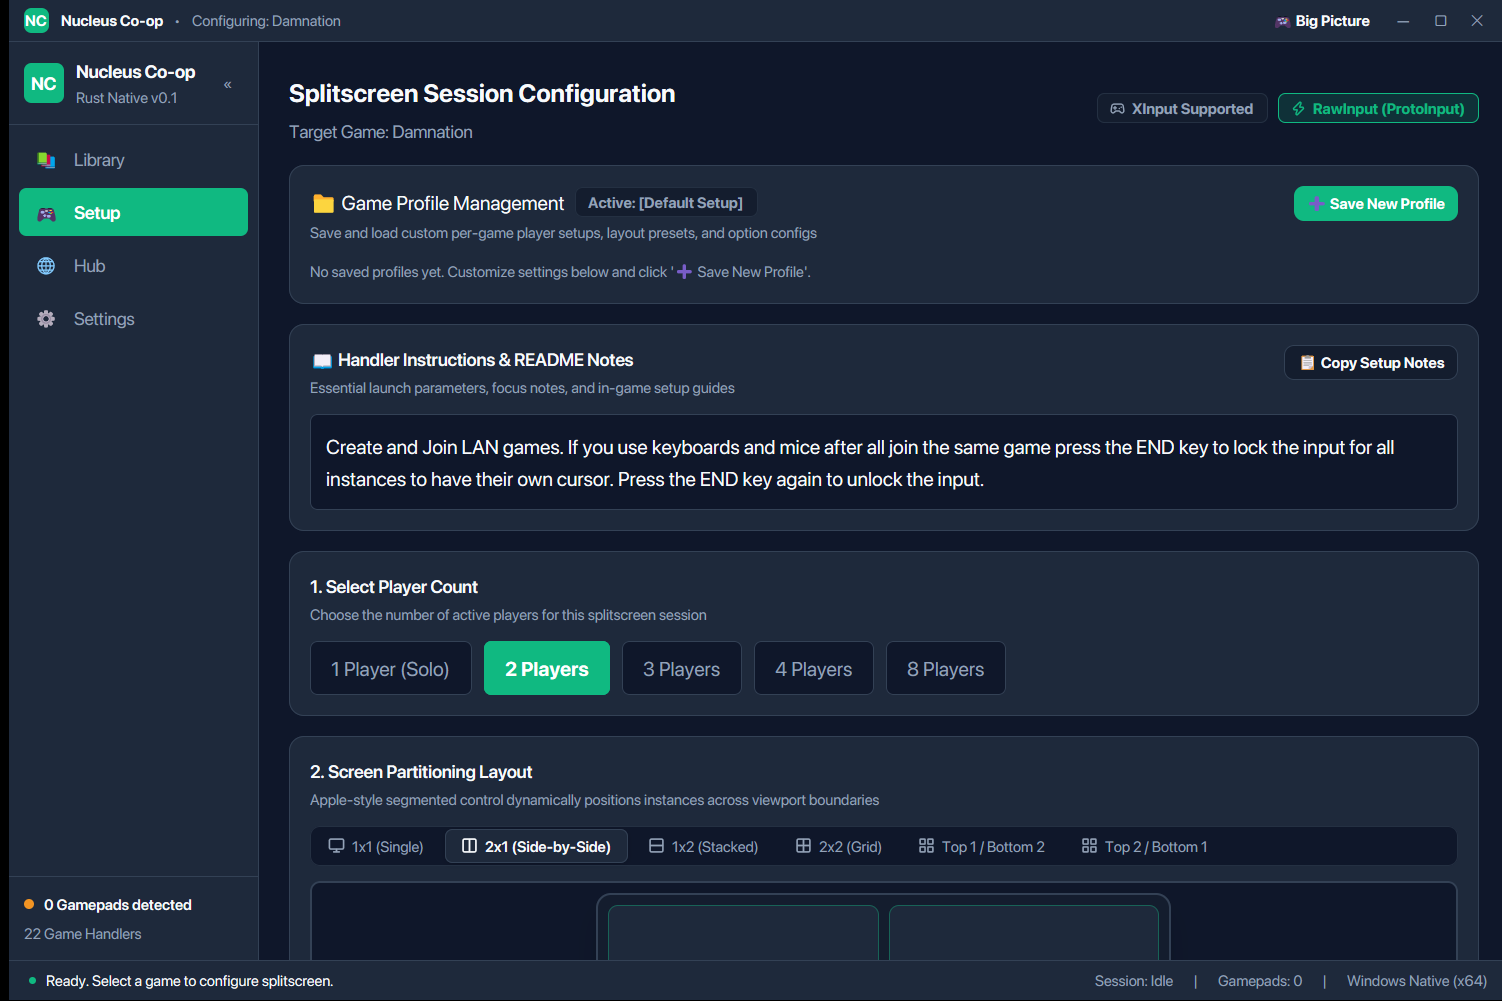 NC Nucleus Co-op • Configuring: Damnation
Big Picture
NC Nucleus Co-op «
Rust Native v0.1
Library
Setup
Hub
Settings
0 Gamepads detected
22 Game Handlers
Splitscreen Session Configuration
Target Game: Damnation
XInput Supported
RawInput (ProtoInput)
Game Profile Management
Active: [Default Setup]
Save New Profile
Save and load custom per-game player setups, layout presets, and option configs
No saved profiles yet. Customize settings below and click '➕ Save New Profile'.
Handler Instructions & README Notes
Copy Setup Notes
Essential launch parameters, focus notes, and in-game setup guides
Create and Join LAN games. If you use keyboards and mice after all join the same game press the END key to lock the input for all
instances to have their own cursor. Press the END key again to unlock the input.
1. Select Player Count
Choose the number of active players for this splitscreen session
1 Player (Solo)
2 Players
3 Players
4 Players
8 Players
2. Screen Partitioning Layout
Apple-style segmented control dynamically positions instances across viewport boundaries
1x1 (Single)
2x1 (Side-by-Side)
1x2 (Stacked)
2x2 (Grid)
Top 1 / Bottom 2
Top 2 / Bottom 1
Ready. Select a game to configure splitscreen.
Session: Idle | Gamepads: 0 | Windows Native (x64)